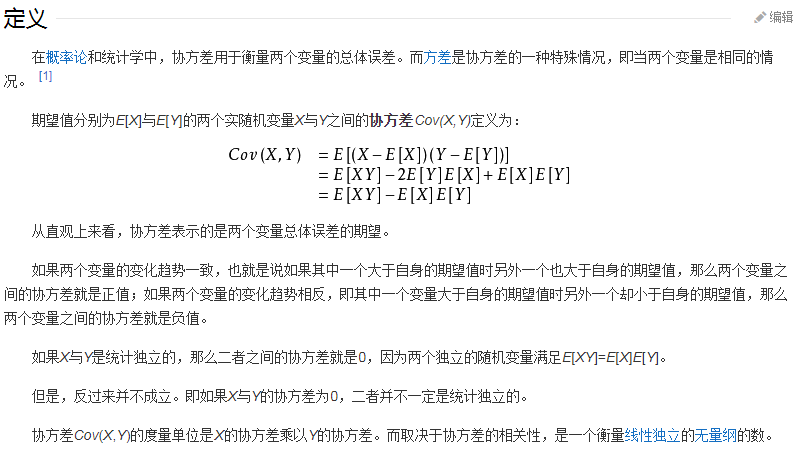 定义
编辑
在概率论和统计学中，协方差用于衡量两个变量的总体误差。而方差是协方差的一种特殊情况，即当两个变量是相同的情
况。 [1]
期望值分别为E[X]与E[Y]的两个实随机变量X与Y之间的协方差Cov(X,Y)定义为：
Cov(X,Y) = E[(X−E[X])(Y−E[Y])]
= E[XY]−2E[Y]E[X]+E[X]E[Y]
= E[XY]−E[X]E[Y]
从直观上来看，协方差表示的是两个变量总体误差的期望。
如果两个变量的变化趋势一致，也就是说如果其中一个大于自身的期望值时另外一个也大于自身的期望值，那么两个变量之
间的协方差就是正值；如果两个变量的变化趋势相反，即其中一个变量大于自身的期望值时另外一个却小于自身的期望值，那么
两个变量之间的协方差就是负值。
如果X与Y是统计独立的，那么二者之间的协方差就是0，因为两个独立的随机变量满足E[XY]=E[X]E[Y]。
但是，反过来并不成立。即如果X与Y的协方差为0，二者并不一定是统计独立的。
协方差Cov(X,Y)的度量单位是X的协方差乘以Y的协方差。而取决于协方差的相关性，是一个衡量线性独立的无量纲的数。